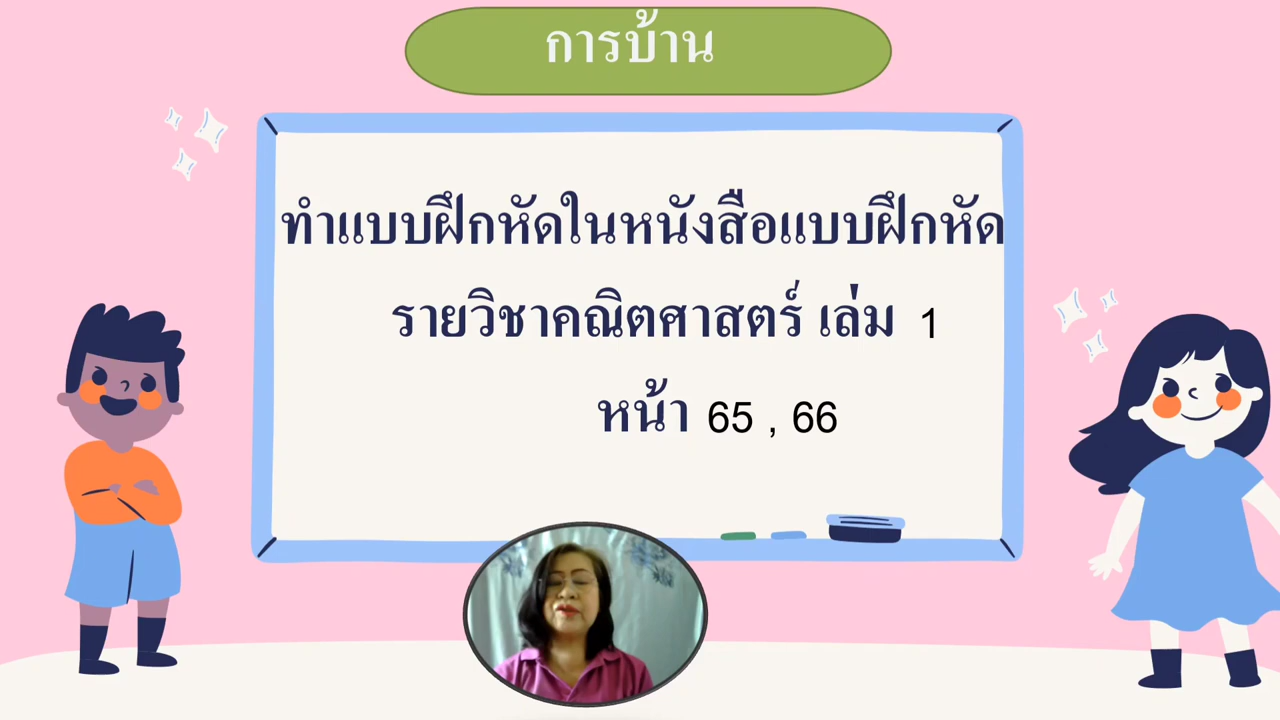 การบ้าน
ทำแบบฝึกหัดในหนังสือแบบฝึกหัด
รายวิชาคณิตศาสตร์ เล่ม 1
หน้า 65 , 66